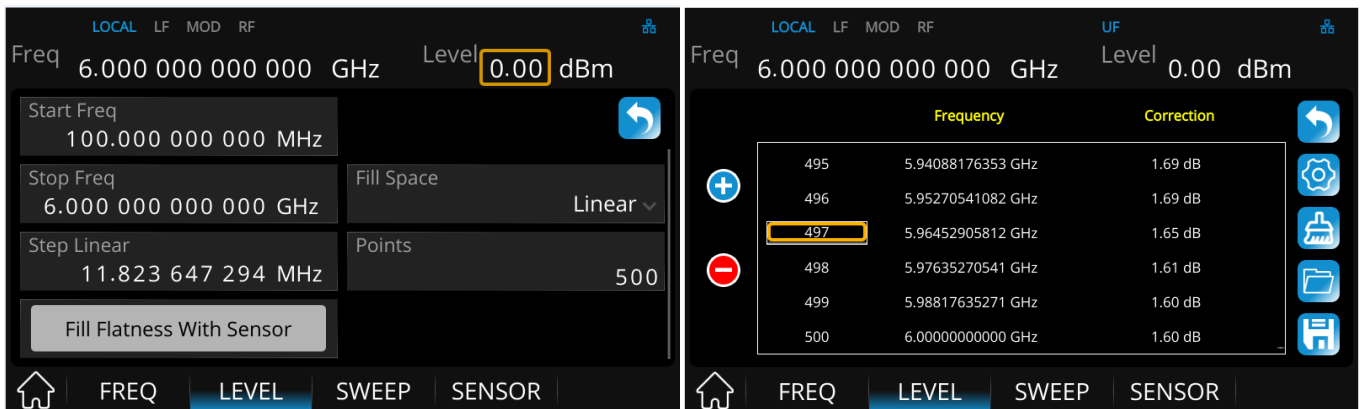 LOCAL LF MOD RF
Freq 6.000 000 000 000 GHz Level 0.00 dBm
Start Freq
100.000 000 000 MHz
Stop Freq
6.000 000 000 000 GHz
Fill Space
Linear
Step Linear
11.823 647 294 MHz
Points
500
Fill Flatness With Sensor
FREQ LEVEL SWEEP SENSOR
LOCAL LF MOD RF UF
Freq 6.000 000 000 000 GHz Level 0.00 dBm
Frequency Correction
495 5.94088176353 GHz 1.69 dB
496 5.95270541082 GHz 1.69 dB
497 5.96452905812 GHz 1.65 dB
498 5.97635270541 GHz 1.61 dB
499 5.98817635271 GHz 1.60 dB
500 6.00000000000 GHz 1.60 dB
FREQ LEVEL SWEEP SENSOR